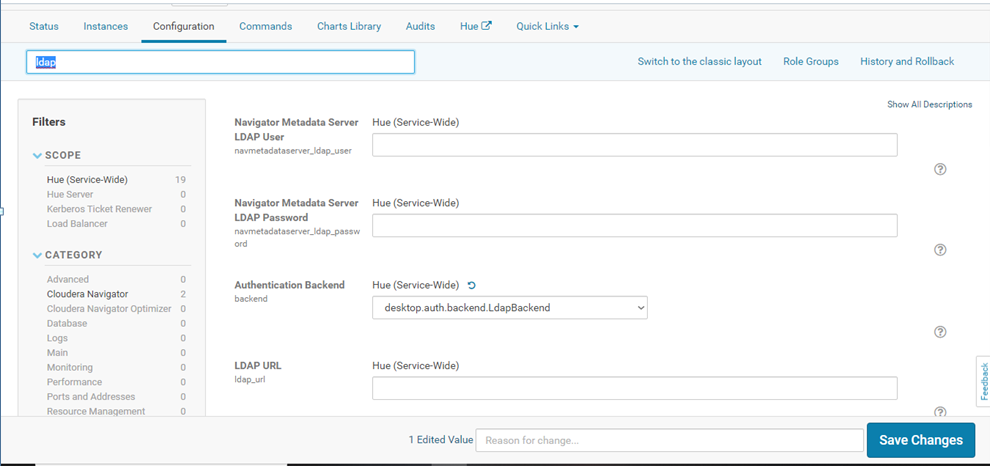 Status Instances Configuration Commands Charts Library Audits Hue Quick Links
ldap
Switch to the classic layout Role Groups History and Rollback
Show All Descriptions
Filters
SCOPE
Hue (Service-Wide) 19
Hue Server 0
Kerberos Ticket Renewer 0
Load Balancer 0
CATEGORY
Advanced 0
Cloudera Navigator 2
Cloudera Navigator Optimizer 0
Database 0
Logs 0
Main 0
Monitoring 0
Performance 0
Ports and Addresses 0
Resource Management 0
Navigator Metadata Server
LDAP User
navmetadataserver_ldap_user
Hue (Service-Wide)
?
Navigator Metadata Server
LDAP Password
navmetadataserver_ldap_passw
ord
Hue (Service-Wide)
?
Authentication Backend
backend
Hue (Service-Wide)
desktop.auth.backend.LdapBackend
?
LDAP URL
ldap_url
Hue (Service-Wide)
?
Feedback
1 Edited Value Reason for change... Save Changes